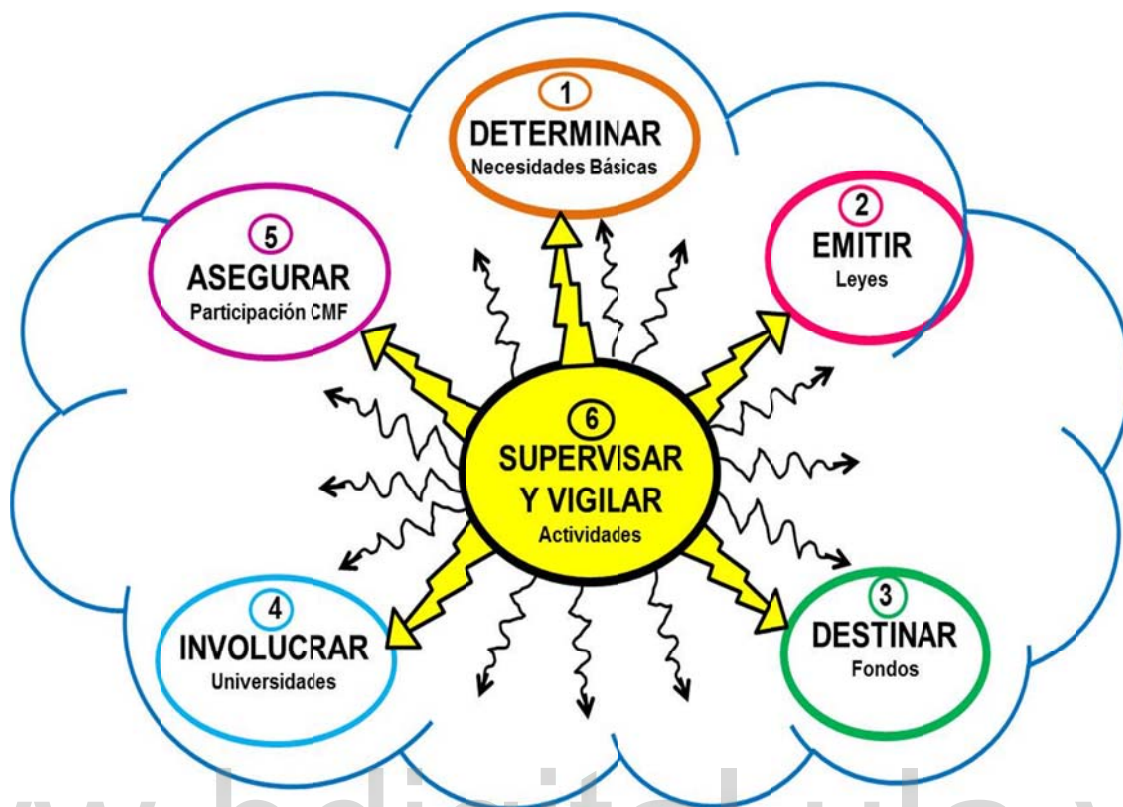 1
DETERMINAR
Necesidades Básicas
2
EMITIR
Leyes
3
DESTINAR
Fondos
4
INVOLUCRAR
Universidades
5
ASEGURAR
Participación CMF
6
SUPERVISAR
Y VIGILAR
Actividades